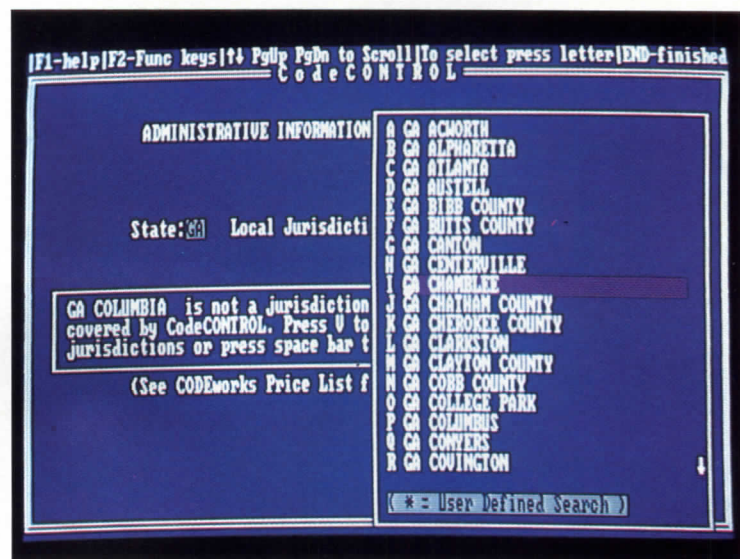 |F1-help|F2-Func keys|↑↓ PgUp PgDn to Scroll|To select press letter|END-finished
CodeCONTROL
ADMINISTRATIVE INFORMATION
State:GA Local Jurisdicti
GA COLUMBIA is not a jurisdiction
covered by CodeCONTROL. Press V to
jurisdictions or press space bar t
(See CODEworks Price List f
A GA ACWORTH
B GA ALPHARETTA
C GA ATLANTA
D GA AUSTELL
E GA BIBB COUNTY
F GA BUTTS COUNTY
G GA CANTON
H GA CENTERVILLE
I GA CHAMBLEE
J GA CHATHAM COUNTY
K GA CHEROKEE COUNTY
L GA CLARKSTON
M GA CLAYTON COUNTY
N GA COBB COUNTY
O GA COLLEGE PARK
P GA COLUMBUS
Q GA CONYERS
R GA COVINGTON
↓
( * = User Defined Search )